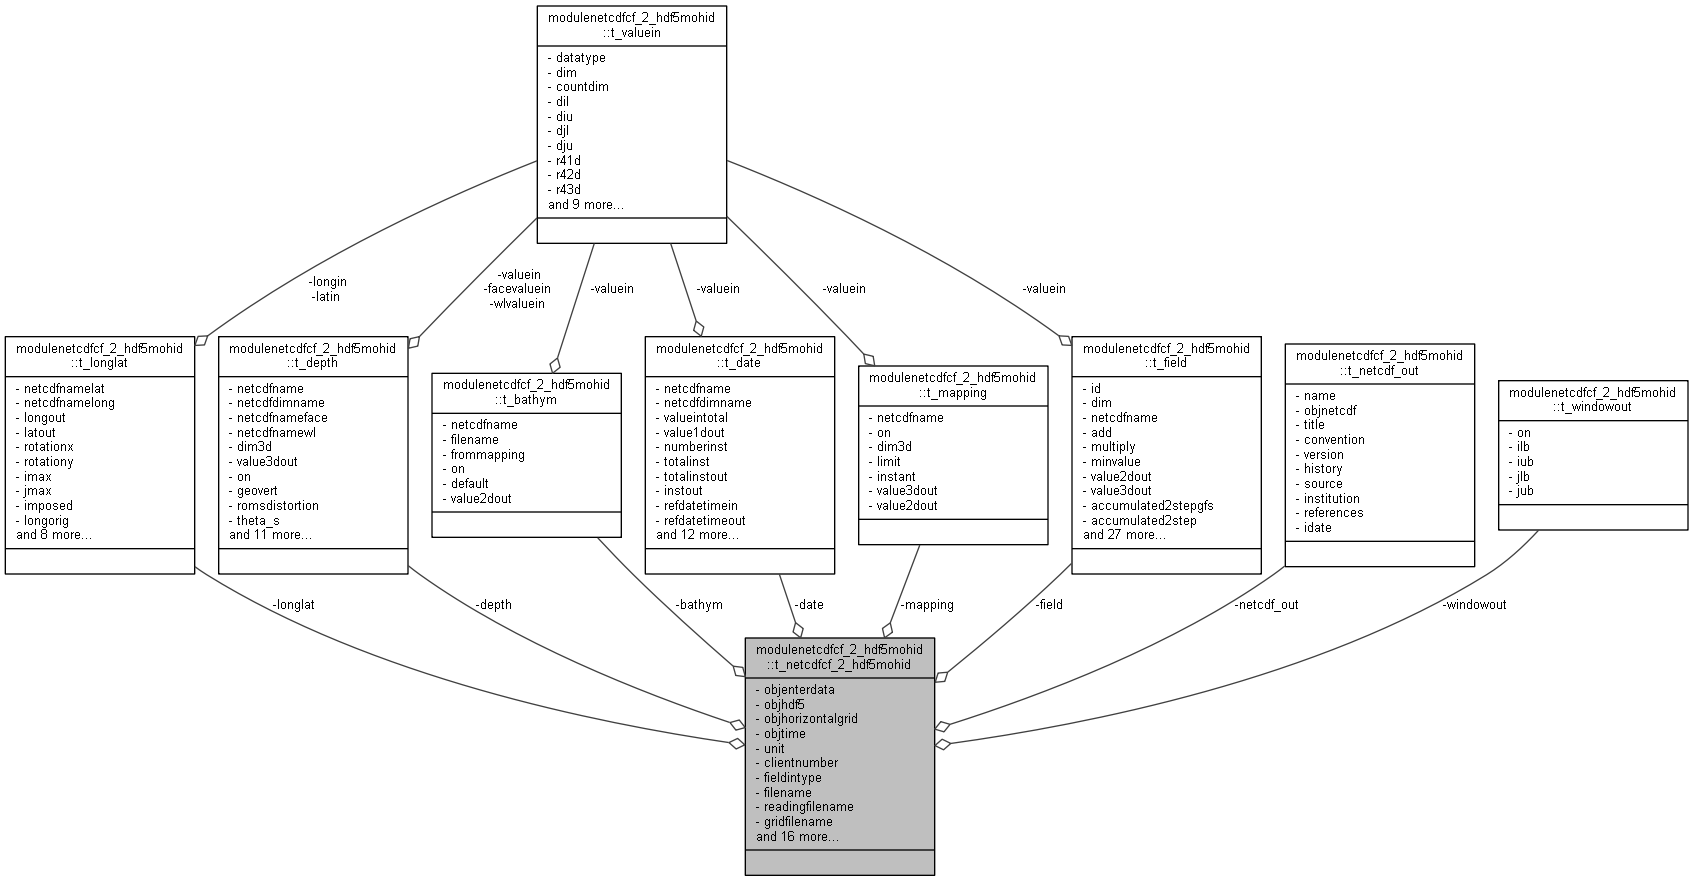 modulenetcdfcf_2_hdf5mohid
::t_valuein
- datatype
- dim
- countdim
- dil
- diu
- djl
- dju
- r41d
- r42d
- r43d
and 9 more...
-longin
-latin
-valuein
-facevaluein
-wlvaluein
-valuein
-valuein
-valuein
-valuein
modulenetcdfcf_2_hdf5mohid
::t_longlat
- netcdfnamelat
- netcdfnamelong
- longout
- latout
- rotationx
- rotationy
- imax
- jmax
- imposed
- longorig
and 8 more...
modulenetcdfcf_2_hdf5mohid
::t_depth
- netcdfname
- netcdfdimname
- netcdfnameface
- netcdfnamewl
- dim3d
- value3dout
- on
- geovert
- romsdistortion
- theta_s
and 11 more...
modulenetcdfcf_2_hdf5mohid
::t_bathym
- netcdfname
- filename
- frommapping
- on
- default
- value2dout
modulenetcdfcf_2_hdf5mohid
::t_date
- netcdfname
- netcdfdimname
- valueintotal
- value1dout
- numberinst
- totalinst
- totalinstout
- instout
- refdatetimein
- refdatetimeout
and 12 more...
modulenetcdfcf_2_hdf5mohid
::t_mapping
- netcdfname
- on
- dim3d
- limit
- instant
- value3dout
- value2dout
modulenetcdfcf_2_hdf5mohid
::t_field
- id
- dim
- netcdfname
- add
- multiply
- minvalue
- value2dout
- value3dout
- accumulated2stepgfs
- accumulated2step
and 27 more...
modulenetcdfcf_2_hdf5mohid
::t_netcdf_out
- name
- objnetcdf
- title
- convention
- version
- history
- source
- institution
- references
- idate
modulenetcdfcf_2_hdf5mohid
::t_windowout
- on
- ilb
- iub
- jlb
- jub
-longlat
-depth
-bathym
-date
-mapping
-field
-netcdf_out
-windowout
modulenetcdfcf_2_hdf5mohid
::t_netcdfcf_2_hdf5mohid
- objenterdata
- objhdf5
- objhorizontalgrid
- objtime
- unit
- clientnumber
- fieldintype
- filename
- readingfilename
- gridfilename
and 16 more...